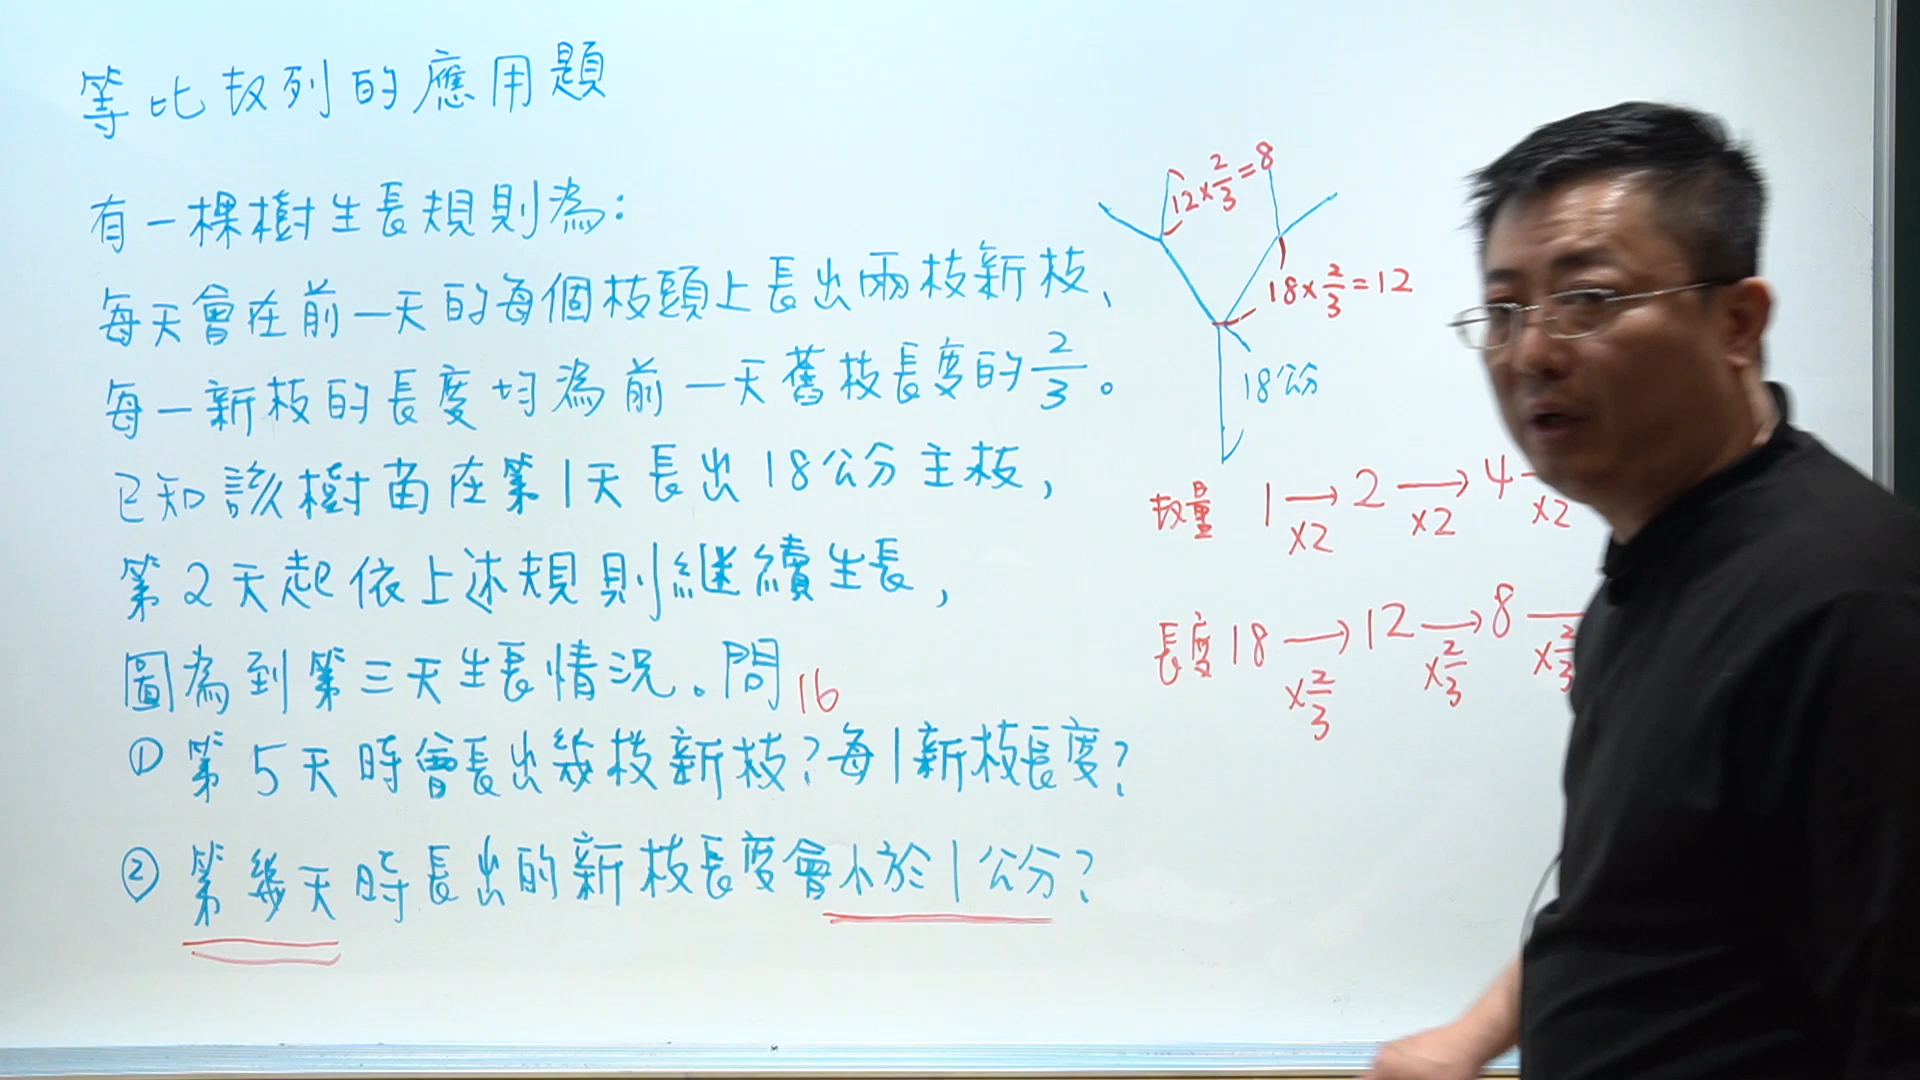 等比数列的應用題
有一棵樹生長規則為:
每天會在前一天的每個枝頭上長出兩枝新枝、
每一新枝的長度均為前一天舊枝長度的2/3。
已知該樹苗在第1天長出18公分主枝,
第2天起依上述規則繼續生長,
圖為到第三天生長情況。問
16
① 第5天時會長出幾枝新枝?每1新枝長度?
② 第幾天時長出的新枝長度會小於1公分?
12×2/3=8
18×2/3=12
18公分
数量 1 → 2 → 4
×2 ×2 ×2
長度 18 → 12 → 8
×2/3 ×2/3 ×2/3